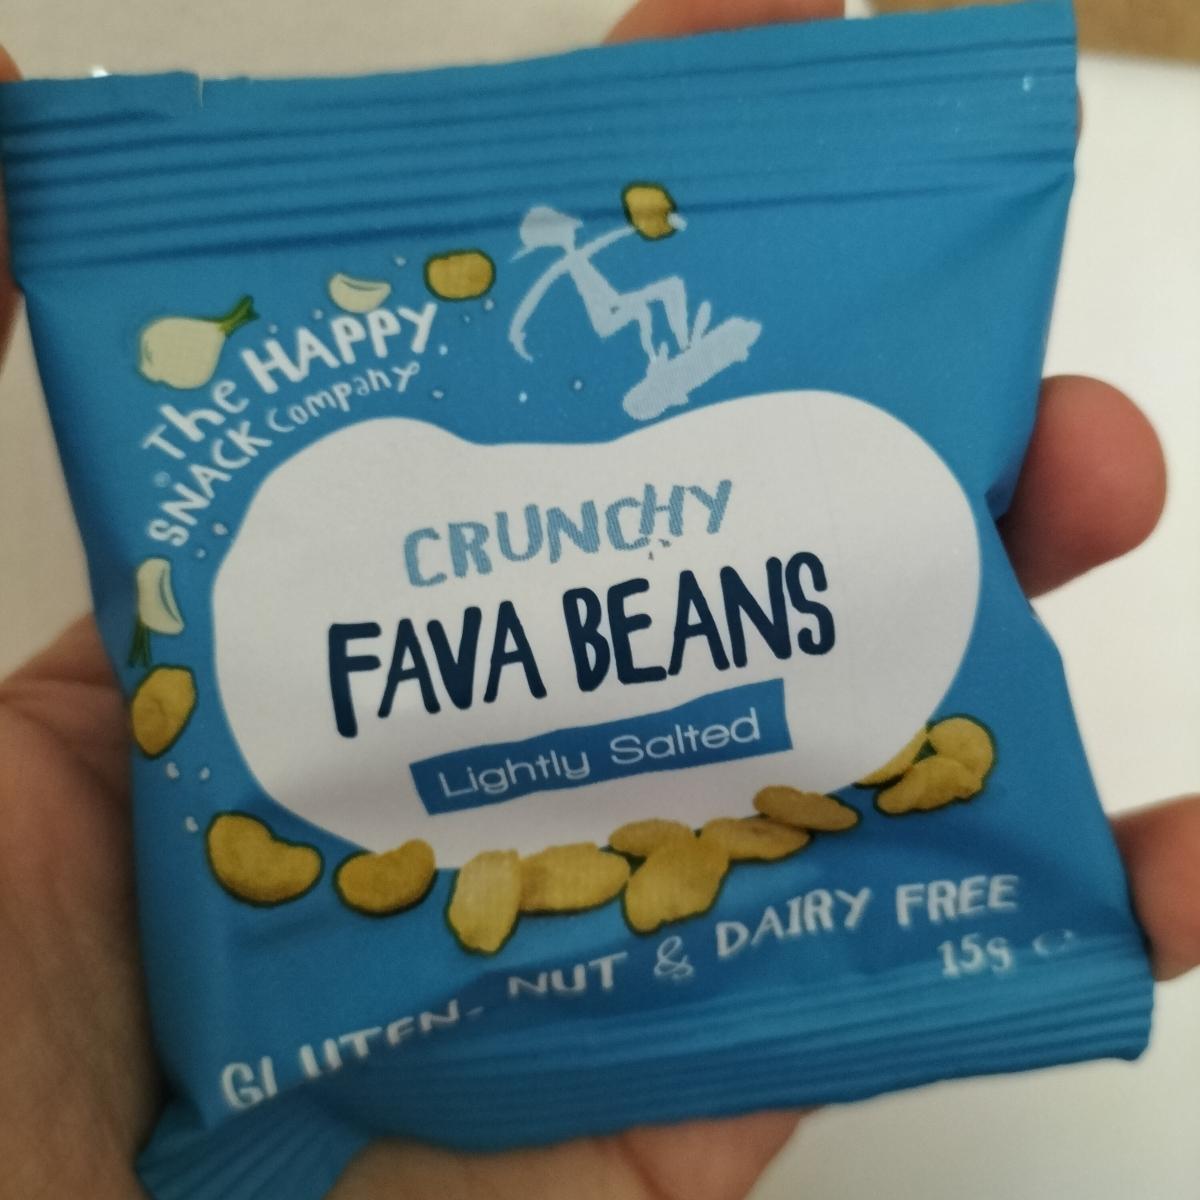 The HAPPY
SNACK Company
CRUNCHY
FAVA BEANS
Lightly Salted
GLUTEN, NUT & DAIRY FREE
15g e